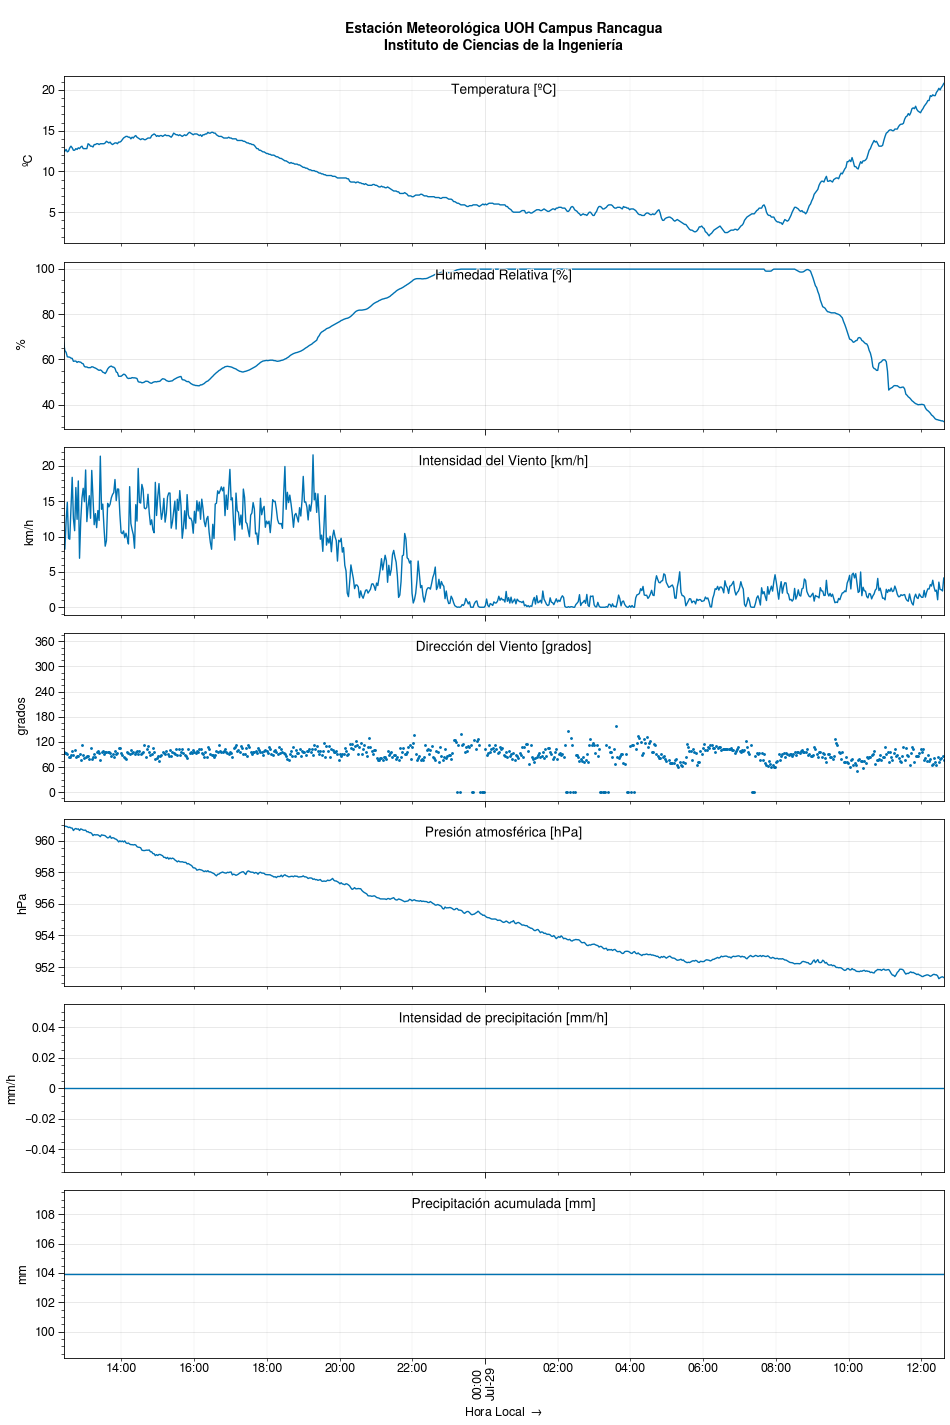 Estación Meteorológica UOH Campus Rancagua
Instituto de Ciencias de la Ingeniería
Temperatura [ºC]
ºC
20
15
10
5
Humedad Relativa [%]
%
100
80
60
40
Intensidad del Viento [km/h]
km/h
20
15
10
5
0
Dirección del Viento [grados]
grados
360
300
240
180
120
60
0
Presión atmosférica [hPa]
hPa
960
958
956
954
952
Intensidad de precipitación [mm/h]
mm/h
0.04
0.02
0
−0.02
−0.04
Precipitación acumulada [mm]
mm
108
106
104
102
100
14:00 16:00 18:00 20:00 22:00 00:00 02:00 04:00 06:00 08:00 10:00 12:00
Jul-29
Hora Local →